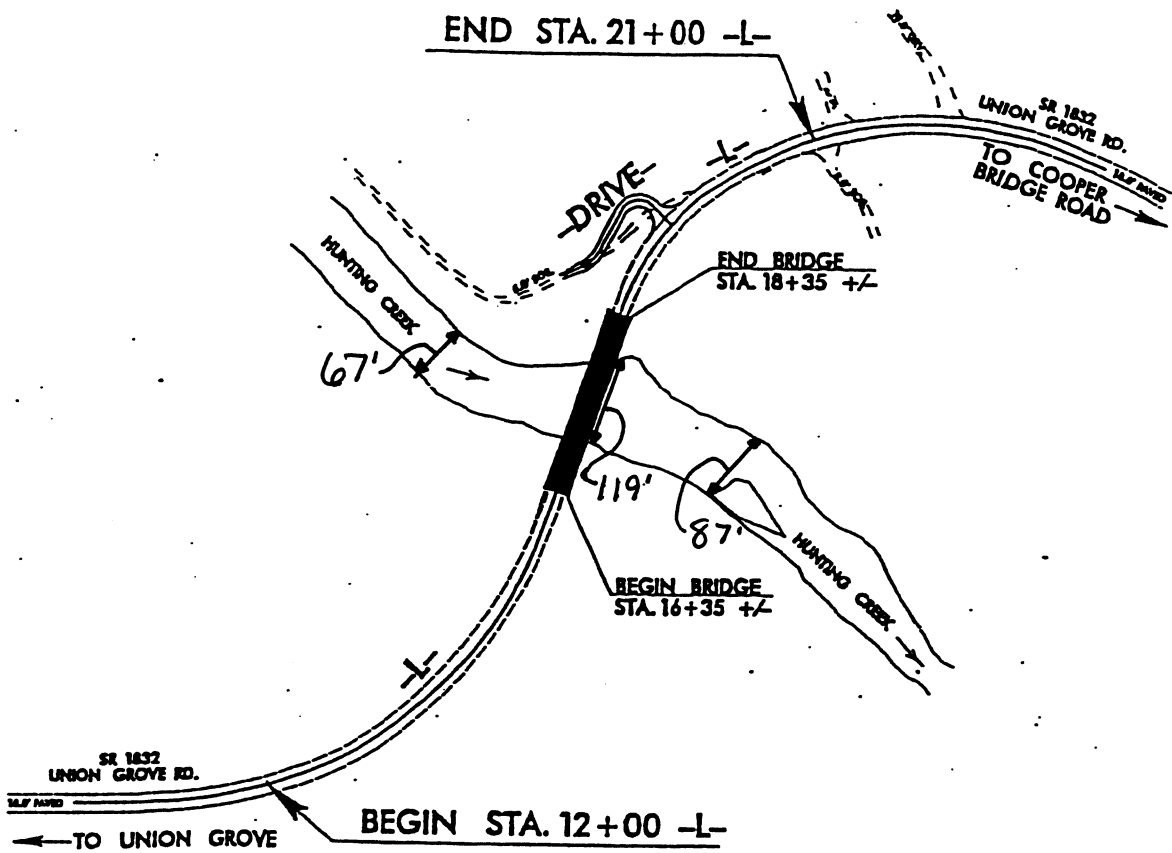 END STA. 21+00 -L-
SR 1832
UNION GROVE RD.
TO COOPER
BRIDGE ROAD
-L-
-DRIVE-
END BRIDGE
STA. 18+35 +/-
HUNTING CREEK
67'
119'
87'
HUNTING CREEK
BEGIN BRIDGE
STA. 16+35 +/-
-L-
SR 1832
UNION GROVE RD.
TO UNION GROVE
BEGIN STA. 12+00 -L-